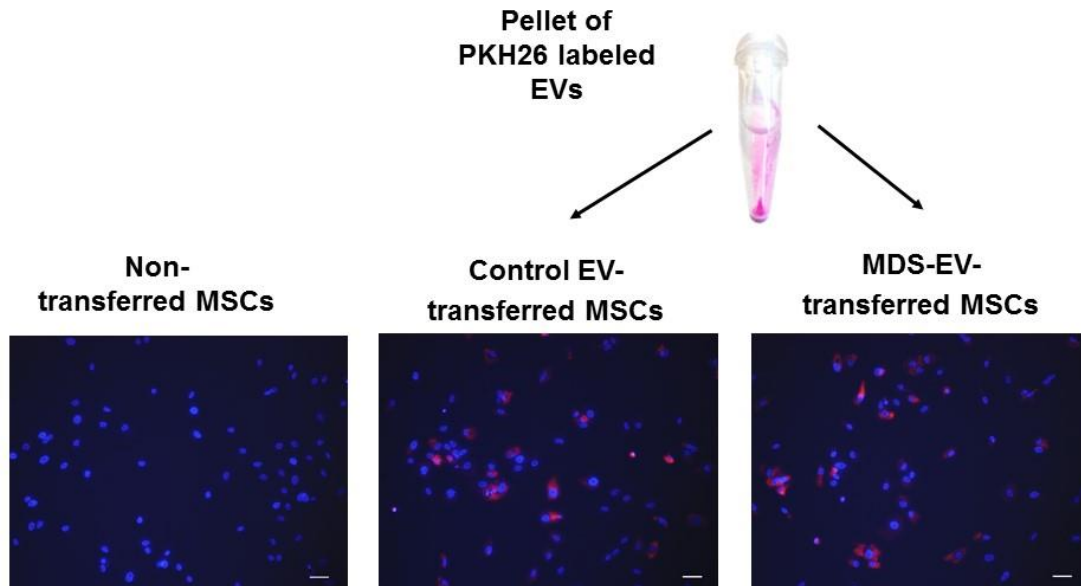 Pellet of
PKH26 labeled
EVs
Non-
transferred MSCs
Control EV-
transferred MSCs
MDS-EV-
transferred MSCs